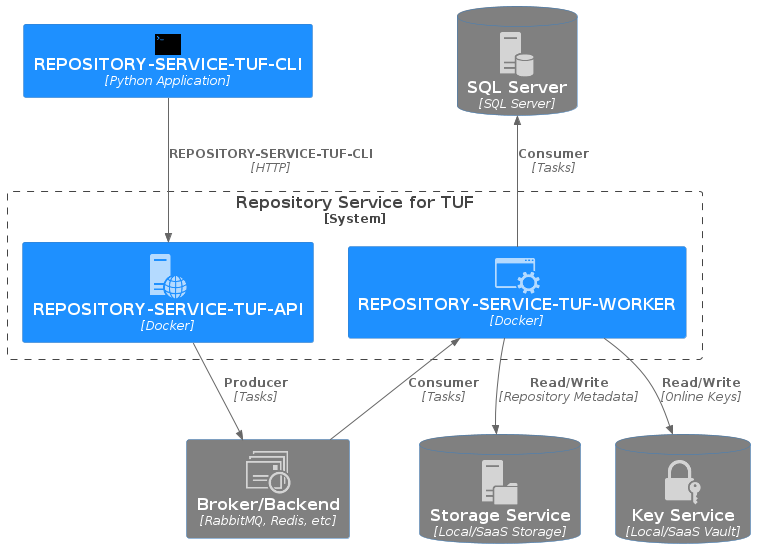 REPOSITORY-SERVICE-TUF-CLI
[Python Application]
SQL Server
[SQL Server]
REPOSITORY-SERVICE-TUF-CLI
[HTTP]
Consumer
[Tasks]
Repository Service for TUF
[System]
REPOSITORY-SERVICE-TUF-API
[Docker]
REPOSITORY-SERVICE-TUF-WORKER
[Docker]
Producer
[Tasks]
Consumer
[Tasks]
Read/Write
[Repository Metadata]
Read/Write
[Online Keys]
Broker/Backend
[RabbitMQ, Redis, etc]
Storage Service
[Local/SaaS Storage]
Key Service
[Local/SaaS Vault]